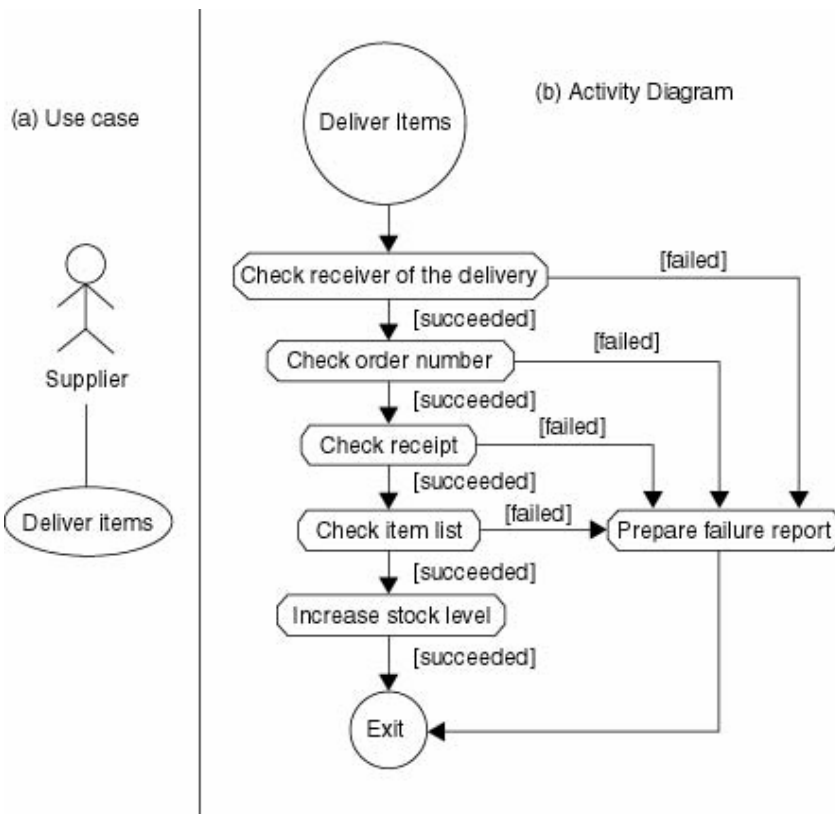 (a) Use case
Supplier
Deliver items
(b) Activity Diagram
Deliver Items
Check receiver of the delivery
[failed]
[succeeded]
Check order number
[failed]
[succeeded]
Check receipt
[failed]
[succeeded]
Check item list
[failed]
Prepare failure report
[succeeded]
Increase stock level
[succeeded]
Exit